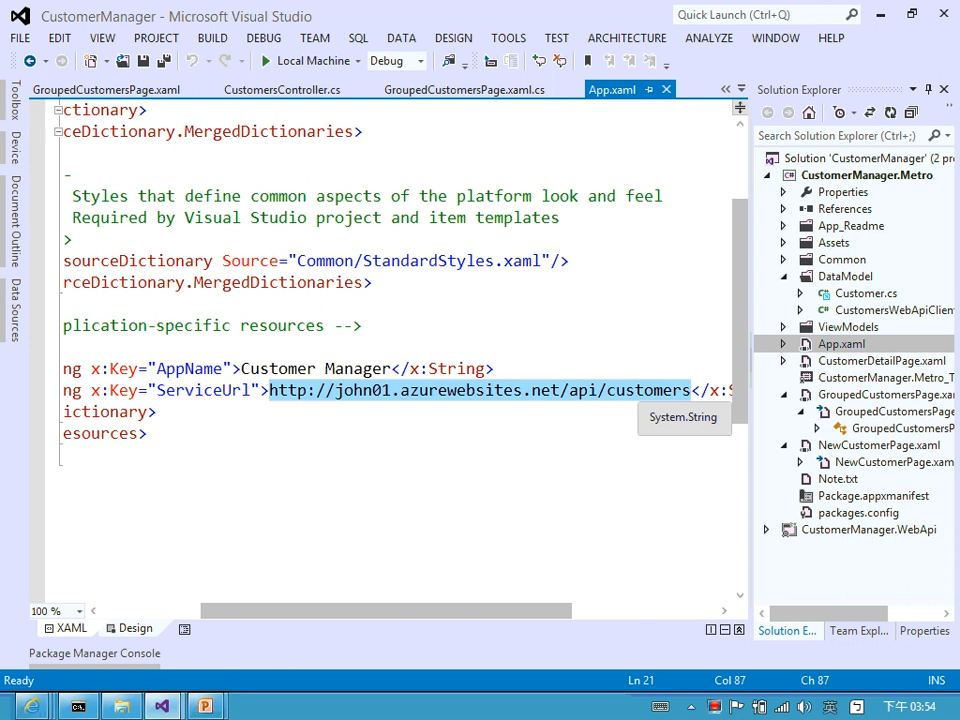 CustomerManager - Microsoft Visual Studio
Quick Launch (Ctrl+Q)
FILE EDIT VIEW PROJECT BUILD DEBUG TEAM SQL DATA DESIGN TOOLS TEST ARCHITECTURE ANALYZE WINDOW HELP
Local Machine Debug
Toolbox
Device
Document Outline
Data Sources
GroupedCustomersPage.xaml CustomersController.cs GroupedCustomersPage.xaml.cs App.xaml
ctionary>
ceDictionary.MergedDictionaries>
-
Styles that define common aspects of the platform look and feel
Required by Visual Studio project and item templates
>
sourceDictionary Source="Common/StandardStyles.xaml"/>
rceDictionary.MergedDictionaries>
plication-specific resources -->
ng x:Key="AppName">Customer Manager</x:String>
ng x:Key="ServiceUrl">http://john01.azurewebsites.net/api/customers</x:S
ictionary>
esources>
System.String
100 %
XAML Design
Package Manager Console
Solution Explorer
Search Solution Explorer (Ctrl+;)
Solution 'CustomerManager' (2 pr
CustomerManager.Metro
Properties
References
App_Readme
Assets
Common
DataModel
Customer.cs
CustomersWebApiClien
ViewModels
App.xaml
CustomerDetailPage.xaml
CustomerManager.Metro_T
GroupedCustomersPage.xa
GroupedCustomersPage
GroupedCustomersP
NewCustomerPage.xaml
NewCustomerPage.xam
Note.txt
Package.appxmanifest
packages.config
CustomerManager.WebApi
Solution E... Team Expl... Properties
Ready Ln 21 Col 87 Ch 87 INS
英 下午 03:54